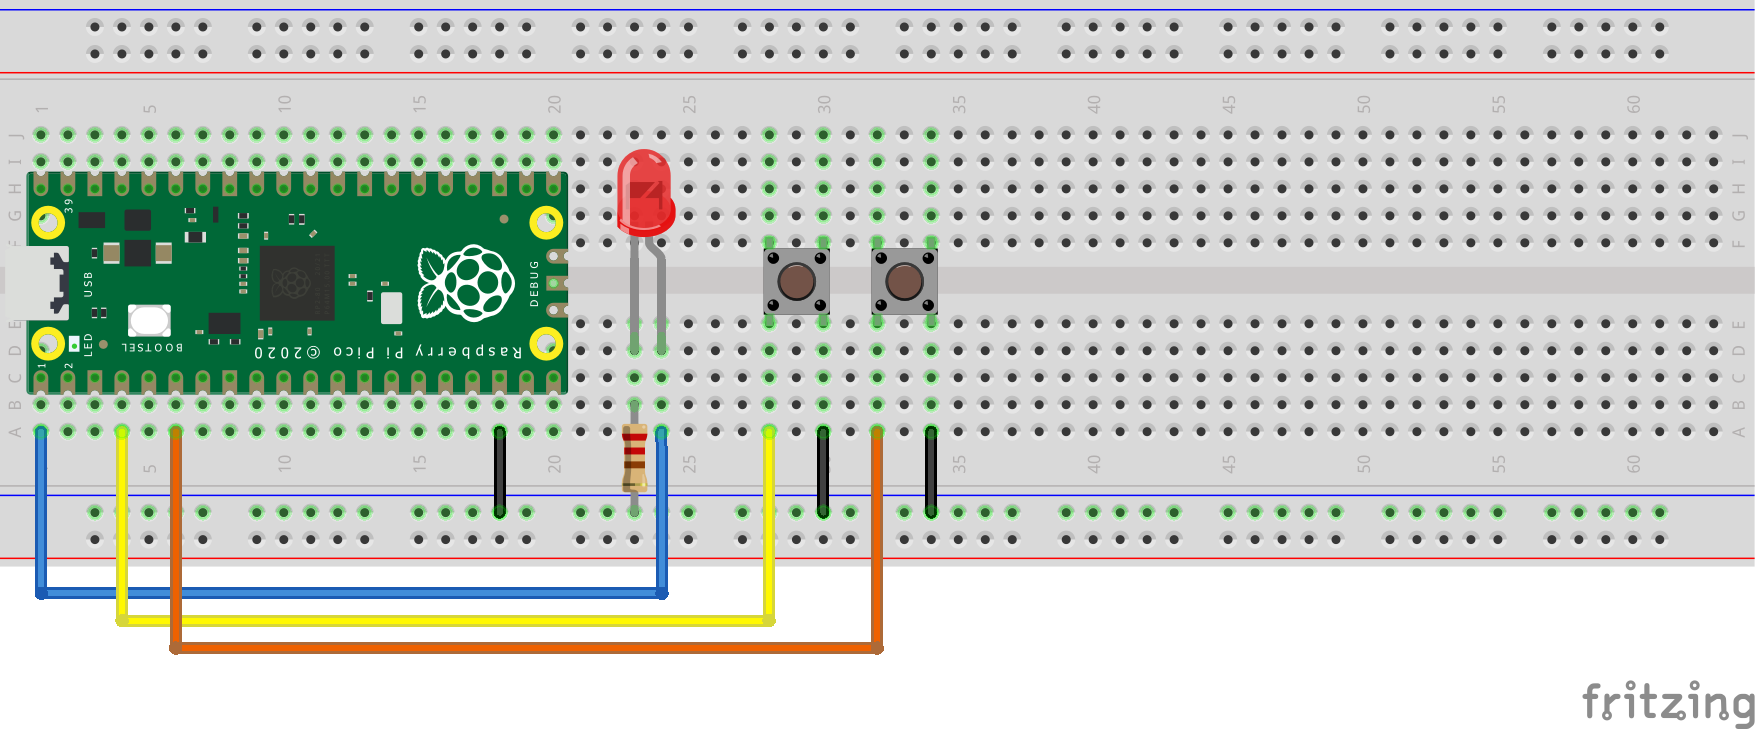 1 5 10 15 20 25 30 35 40 45 50 55 60
J J
I I
H H
39
G G
F F
USB
DEBUG
E E
LED
BOOTSEL
Raspberry Pi Pico © 2020
D D
1 2
C C
B B
A A
5 10 15 20 25 35 40 45 50 55 60
fritzing